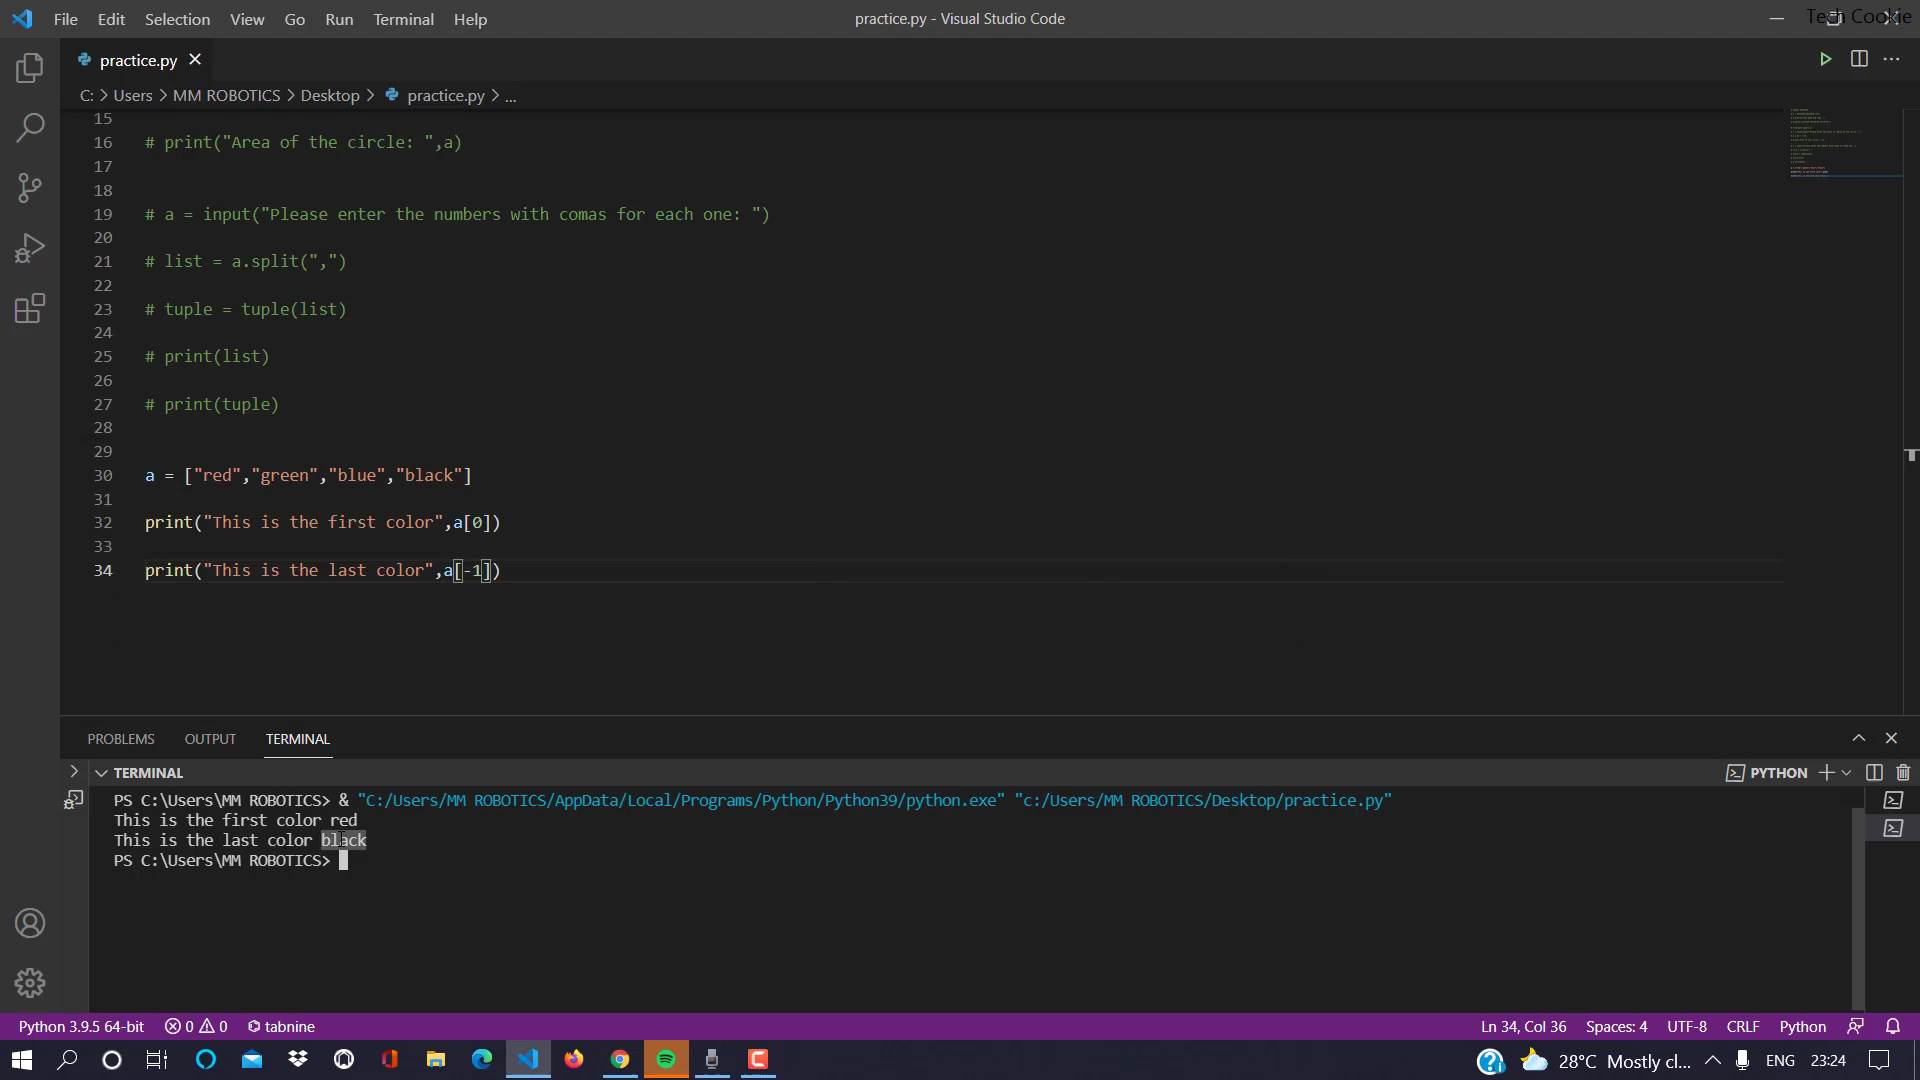 File Edit Selection View Go Run Terminal Help
practice.py - Visual Studio Code
Tech Cookie
practice.py
C: > Users > MM ROBOTICS > Desktop > practice.py > ...
15
16 # print("Area of the circle: ",a)
17
18
19 # a = input("Please enter the numbers with comas for each one: ")
20
21 # list = a.split(",")
22
23 # tuple = tuple(list)
24
25 # print(list)
26
27 # print(tuple)
28
29
30 a = ["red","green","blue","black"]
31
32 print("This is the first color",a[0])
33
34 print("This is the last color",a[-1])
PROBLEMS OUTPUT TERMINAL
TERMINAL
PYTHON
PS C:\Users\MM ROBOTICS> & "C:/Users/MM ROBOTICS/AppData/Local/Programs/Python/Python39/python.exe" "c:/Users/MM ROBOTICS/Desktop/practice.py"
This is the first color red
This is the last color black
PS C:\Users\MM ROBOTICS>
Python 3.9.5 64-bit 0 0 tabnine
Ln 34, Col 36 Spaces: 4 UTF-8 CRLF Python
28°C Mostly cl... ENG 23:24